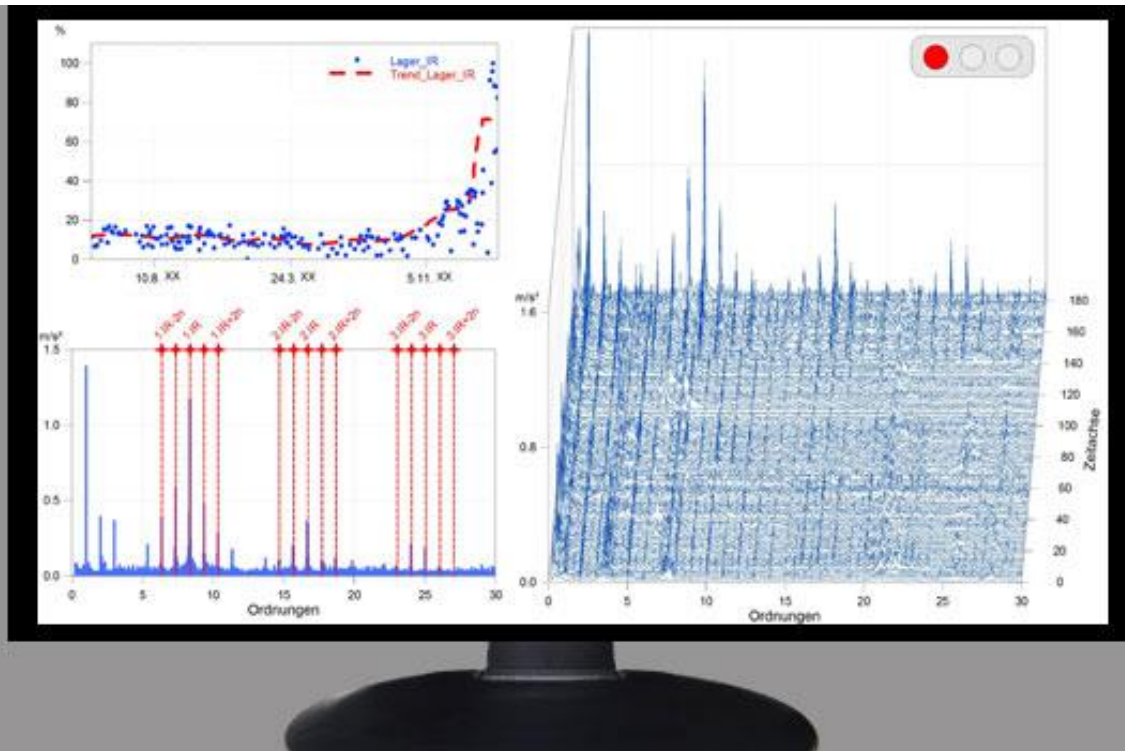 %
Lager_IR
Trend_Lager_IR
100
80
60
40
20
0
10.8. XX
24.3. XX
5.11. XX
m/s²
1.IR-2n
1.IR
1.IR+2n
2.IR-2n
2.IR
2.IR+2n
3.IR-2n
3.IR
3.IR+2n
1.5
1.0
0.5
0.0
0 5 10 15 20 25 30
Ordnungen
m/s²
1.6
0.8
0.0
0 5 10 15 20 25 30
Ordnungen
180
160
140
120
100
80
60
40
20
0
Zeitachse